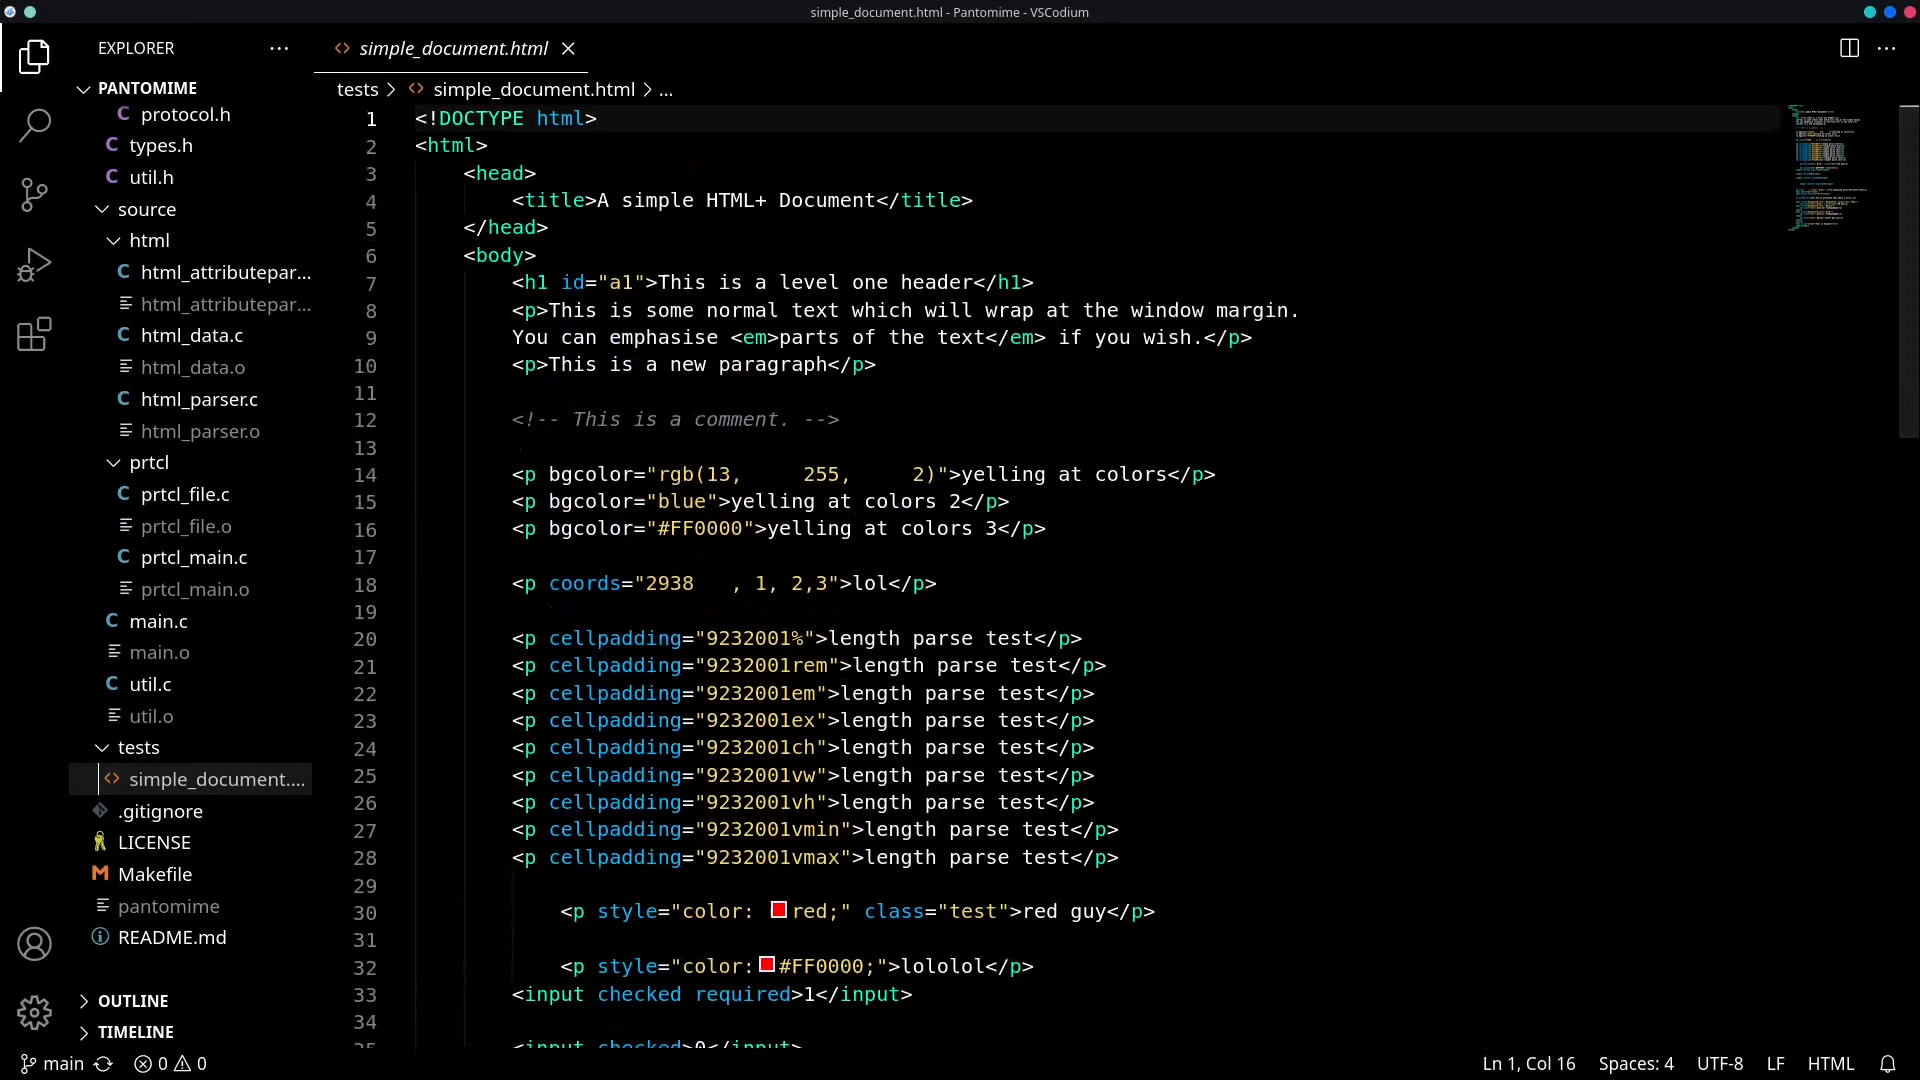 simple_document.html - Pantomime - VSCodium
EXPLORER
simple_document.html
PANTOMIME
tests > simple_document.html > ...
protocol.h
types.h
util.h
source
html
html_attributepar...
html_attributepar...
html_data.c
html_data.o
html_parser.c
html_parser.o
prtcl
prtcl_file.c
prtcl_file.o
prtcl_main.c
prtcl_main.o
main.c
main.o
util.c
util.o
tests
simple_document....
.gitignore
LICENSE
Makefile
pantomime
README.md
OUTLINE
TIMELINE
1 <!DOCTYPE html>
2 <html>
3 <head>
4 <title>A simple HTML+ Document</title>
5 </head>
6 <body>
7 <h1 id="a1">This is a level one header</h1>
8 <p>This is some normal text which will wrap at the window margin.
9 You can emphasise <em>parts of the text</em> if you wish.</p>
10 <p>This is a new paragraph</p>
11
12 <!-- This is a comment. -->
13
14 <p bgcolor="rgb(13,     255,     2)">yelling at colors</p>
15 <p bgcolor="blue">yelling at colors 2</p>
16 <p bgcolor="#FF0000">yelling at colors 3</p>
17
18 <p coords="2938   , 1, 2,3">lol</p>
19
20 <p cellpadding="9232001%">length parse test</p>
21 <p cellpadding="9232001rem">length parse test</p>
22 <p cellpadding="9232001em">length parse test</p>
23 <p cellpadding="9232001ex">length parse test</p>
24 <p cellpadding="9232001ch">length parse test</p>
25 <p cellpadding="9232001vw">length parse test</p>
26 <p cellpadding="9232001vh">length parse test</p>
27 <p cellpadding="9232001vmin">length parse test</p>
28 <p cellpadding="9232001vmax">length parse test</p>
29
30 <p style="color: red;" class="test">red guy</p>
31
32 <p style="color:#FF0000;">lololol</p>
33 <input checked required>1</input>
34
35 <input checked>0</input>
main
0 0
Ln 1, Col 16
Spaces: 4
UTF-8
LF
HTML